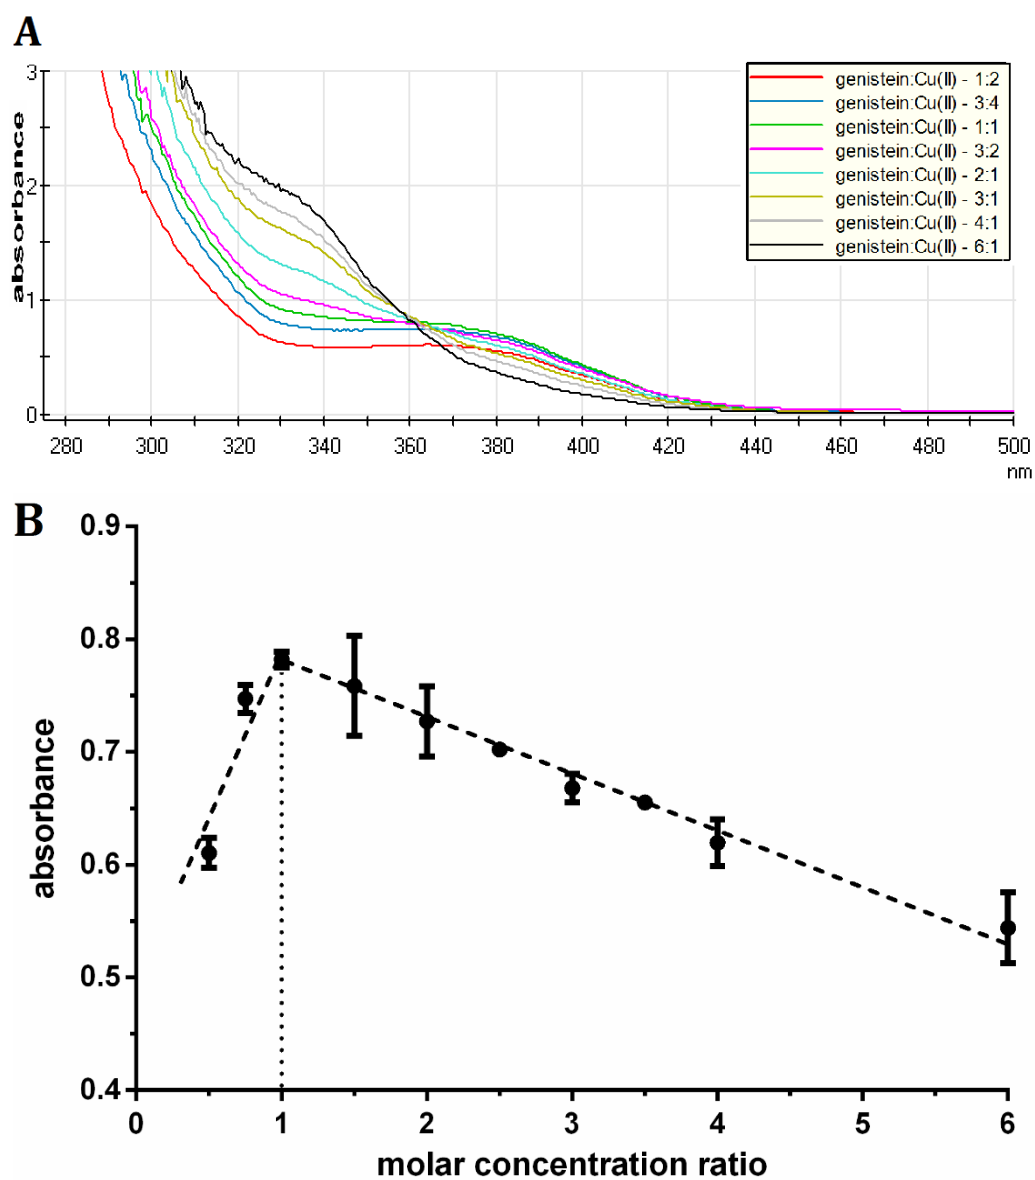 A
3
2
1
0
absorbance
280 300 320 340 360 380 400 420 440 460 480 500
nm
genistein:Cu(II) - 1:2
genistein:Cu(II) - 3:4
genistein:Cu(II) - 1:1
genistein:Cu(II) - 3:2
genistein:Cu(II) - 2:1
genistein:Cu(II) - 3:1
genistein:Cu(II) - 4:1
genistein:Cu(II) - 6:1
B
0.9
0.8
0.7
0.6
0.5
0.4
absorbance
0 1 2 3 4 5 6
molar concentration ratio